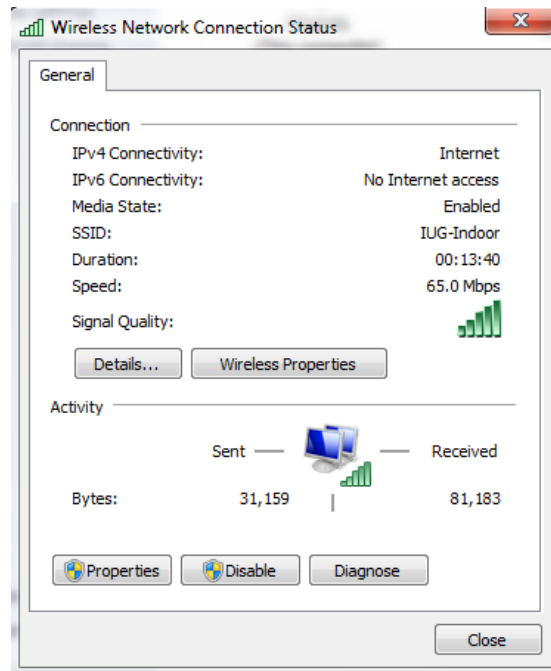 Wireless Network Connection Status
General
Connection
IPv4 Connectivity: Internet
IPv6 Connectivity: No Internet access
Media State: Enabled
SSID: IUG-Indoor
Duration: 00:13:40
Speed: 65.0 Mbps
Signal Quality:
Details... Wireless Properties
Activity
Sent Received
Bytes: 31,159 81,183
Properties Disable Diagnose
Close